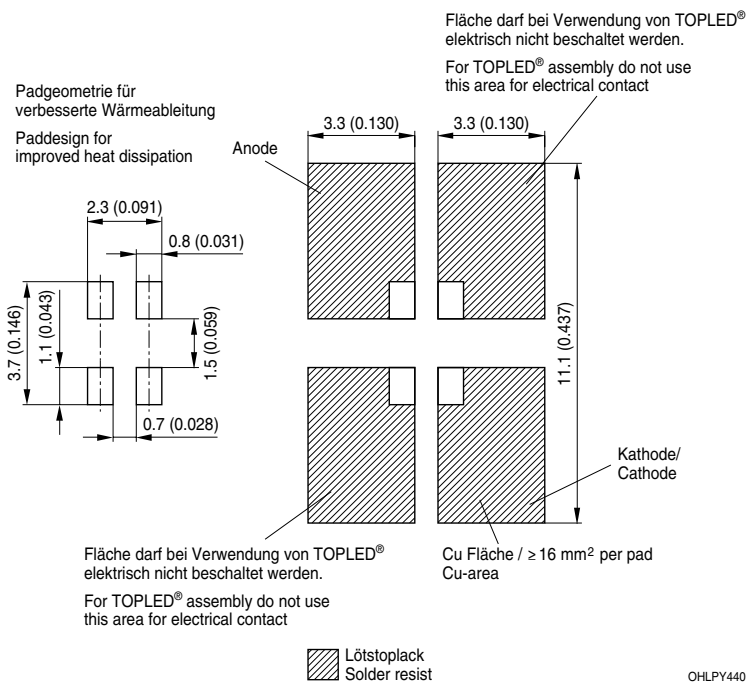 Fläche darf bei Verwendung von TOPLED®
elektrisch nicht beschaltet werden.
For TOPLED® assembly do not use
this area for electrical contact
Padgeometrie für
verbesserte Wärmeableitung
Paddesign for
improved heat dissipation
Anode
3.3 (0.130)
3.3 (0.130)
2.3 (0.091)
0.8 (0.031)
3.7 (0.146)
1.1 (0.043)
1.5 (0.059)
0.7 (0.028)
11.1 (0.437)
Kathode/
Cathode
Fläche darf bei Verwendung von TOPLED®
elektrisch nicht beschaltet werden.
For TOPLED® assembly do not use
this area for electrical contact
Cu Fläche / ≥ 16 mm² per pad
Cu-area
Lötstoplack
Solder resist
OHLPY440